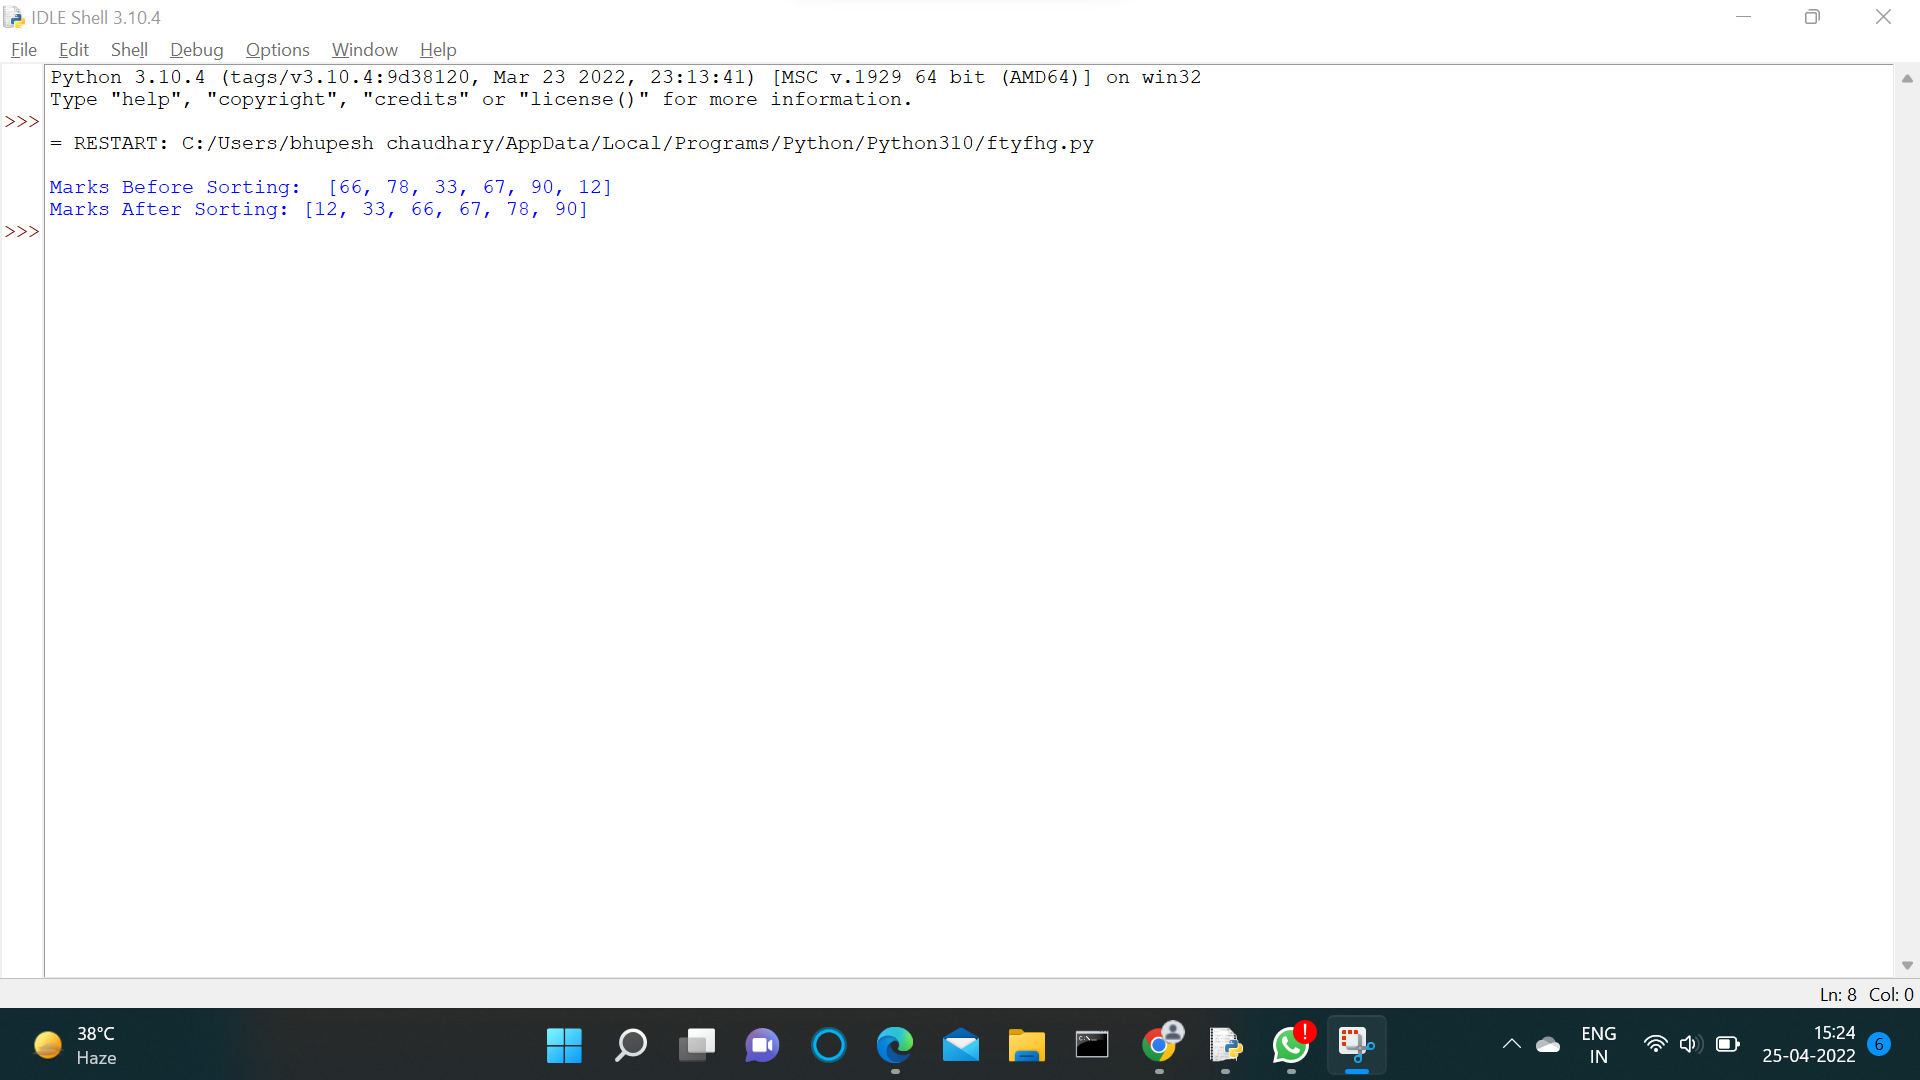 IDLE Shell 3.10.4
File Edit Shell Debug Options Window Help
Python 3.10.4 (tags/v3.10.4:9d38120, Mar 23 2022, 23:13:41) [MSC v.1929 64 bit (AMD64)] on win32
Type "help", "copyright", "credits" or "license()" for more information.
>>>
= RESTART: C:/Users/bhupesh chaudhary/AppData/Local/Programs/Python/Python310/ftyfhg.py
Marks Before Sorting:  [66, 78, 33, 67, 90, 12]
Marks After Sorting: [12, 33, 66, 67, 78, 90]
>>>
Ln: 8 Col: 0
38°C
Haze
ENG
IN
15:24
25-04-2022
6